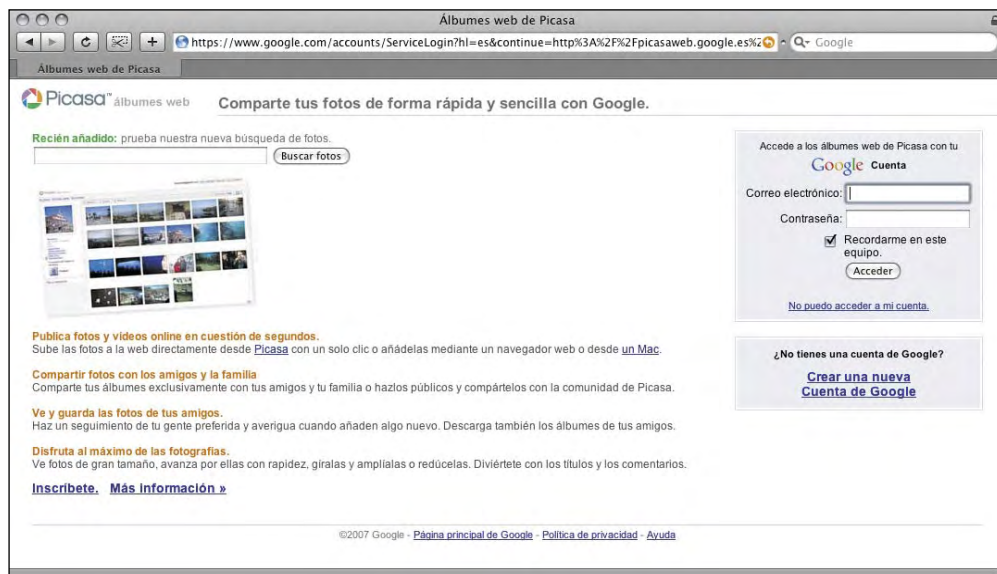 Álbumes web de Picasa
https://www.google.com/accounts/ServiceLogin?hl=es&continue=http%3A%2F%2Fpicasaweb.google.es%2
Google
Álbumes web de Picasa
Picasa™ álbumes web
Comparte tus fotos de forma rápida y sencilla con Google.
Recién añadido: prueba nuestra nueva búsqueda de fotos.
Buscar fotos
Publica fotos y vídeos online en cuestión de segundos.
Sube las fotos a la web directamente desde Picasa con un solo clic o añádelas mediante un navegador web o desde un Mac.
Compartir fotos con los amigos y la familia
Comparte tus álbumes exclusivamente con tus amigos y tu familia o hazlos públicos y compártelos con la comunidad de Picasa.
Ve y guarda las fotos de tus amigos.
Haz un seguimiento de tu gente preferida y averigua cuando añaden algo nuevo. Descarga también los álbumes de tus amigos.
Disfruta al máximo de las fotografías.
Ve fotos de gran tamaño, avanza por ellas con rapidez, gíralas y amplíalas o redúcelas. Diviértete con los títulos y los comentarios.
Inscríbete. Más información »
Accede a los álbumes web de Picasa con tu
Google Cuenta
Correo electrónico:
Contraseña:
Recordarme en este
equipo.
Acceder
No puedo acceder a mi cuenta.
¿No tienes una cuenta de Google?
Crear una nueva
Cuenta de Google
©2007 Google - Página principal de Google - Política de privacidad - Ayuda